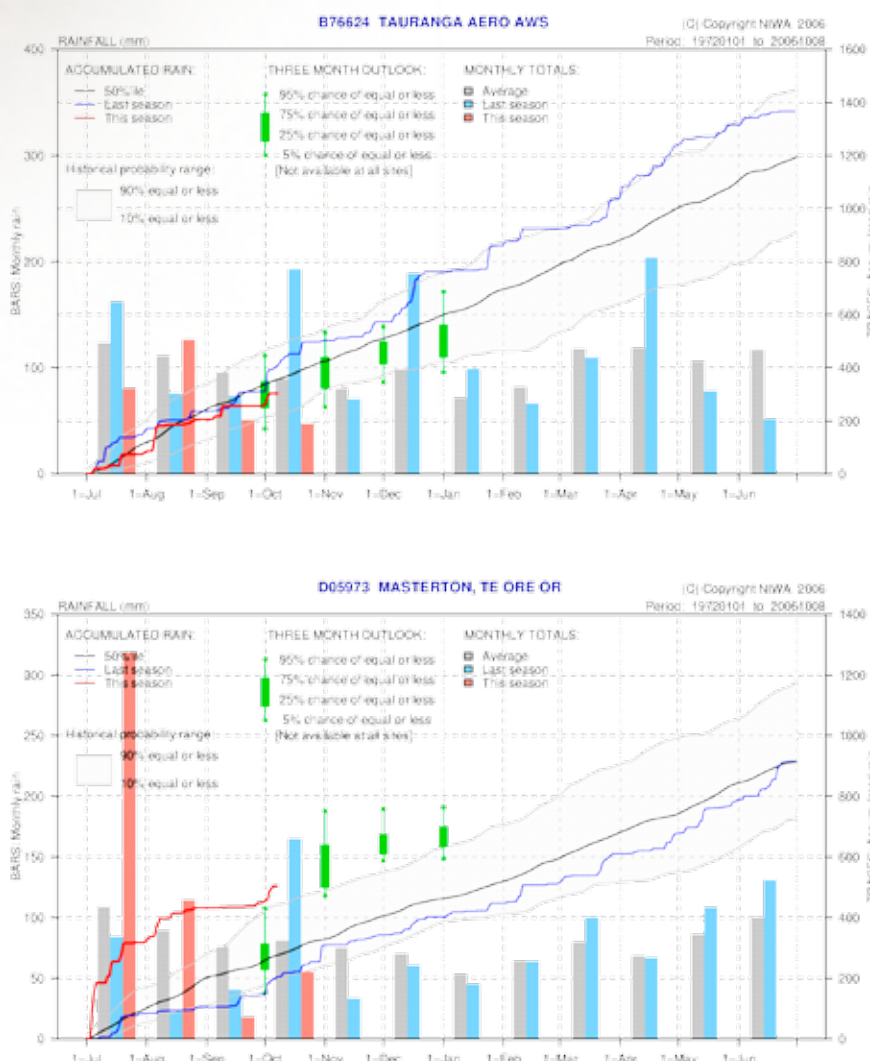 B76624 TAURANGA AERO AWS
(C) Copyright NIWA, 2006
RAINFALL (mm)
Period: 19720101 to 20061008
400
1600
ACCUMULATED RAIN:
THREE MONTH OUTLOOK:
MONTHLY TOTALS:
50%ile
95% chance of equal or less
Average
Last season
75% chance of equal or less
Last season
This season
25% chance of equal or less
This season
5% chance of equal or less
[Not available at all sites]
1400
300
1200
Historical probability range:
90% equal or less
10% equal or less
BARS: Monthly rain
1000
200
800
600
100
400
200
0
0
1=Jul 1=Aug 1=Sep 1=Oct 1=Nov 1=Dec 1=Jan 1=Feb 1=Mar 1=Apr 1=May 1=Jun
D05973 MASTERTON, TE ORE OR
(C) Copyright NIWA, 2006
RAINFALL (mm)
Period: 19720101 to 20061008
350
1400
ACCUMULATED RAIN:
THREE MONTH OUTLOOK:
MONTHLY TOTALS:
50%ile
95% chance of equal or less
Average
Last season
75% chance of equal or less
Last season
This season
25% chance of equal or less
This season
5% chance of equal or less
[Not available at all sites]
300
1200
Historical probability range:
90% equal or less
10% equal or less
250
1000
BARS: Monthly rain
200
800
150
600
100
400
50
200
0
0
1=Jul 1=Aug 1=Sep 1=Oct 1=Nov 1=Dec 1=Jan 1=Feb 1=Mar 1=Apr 1=May 1=Jun